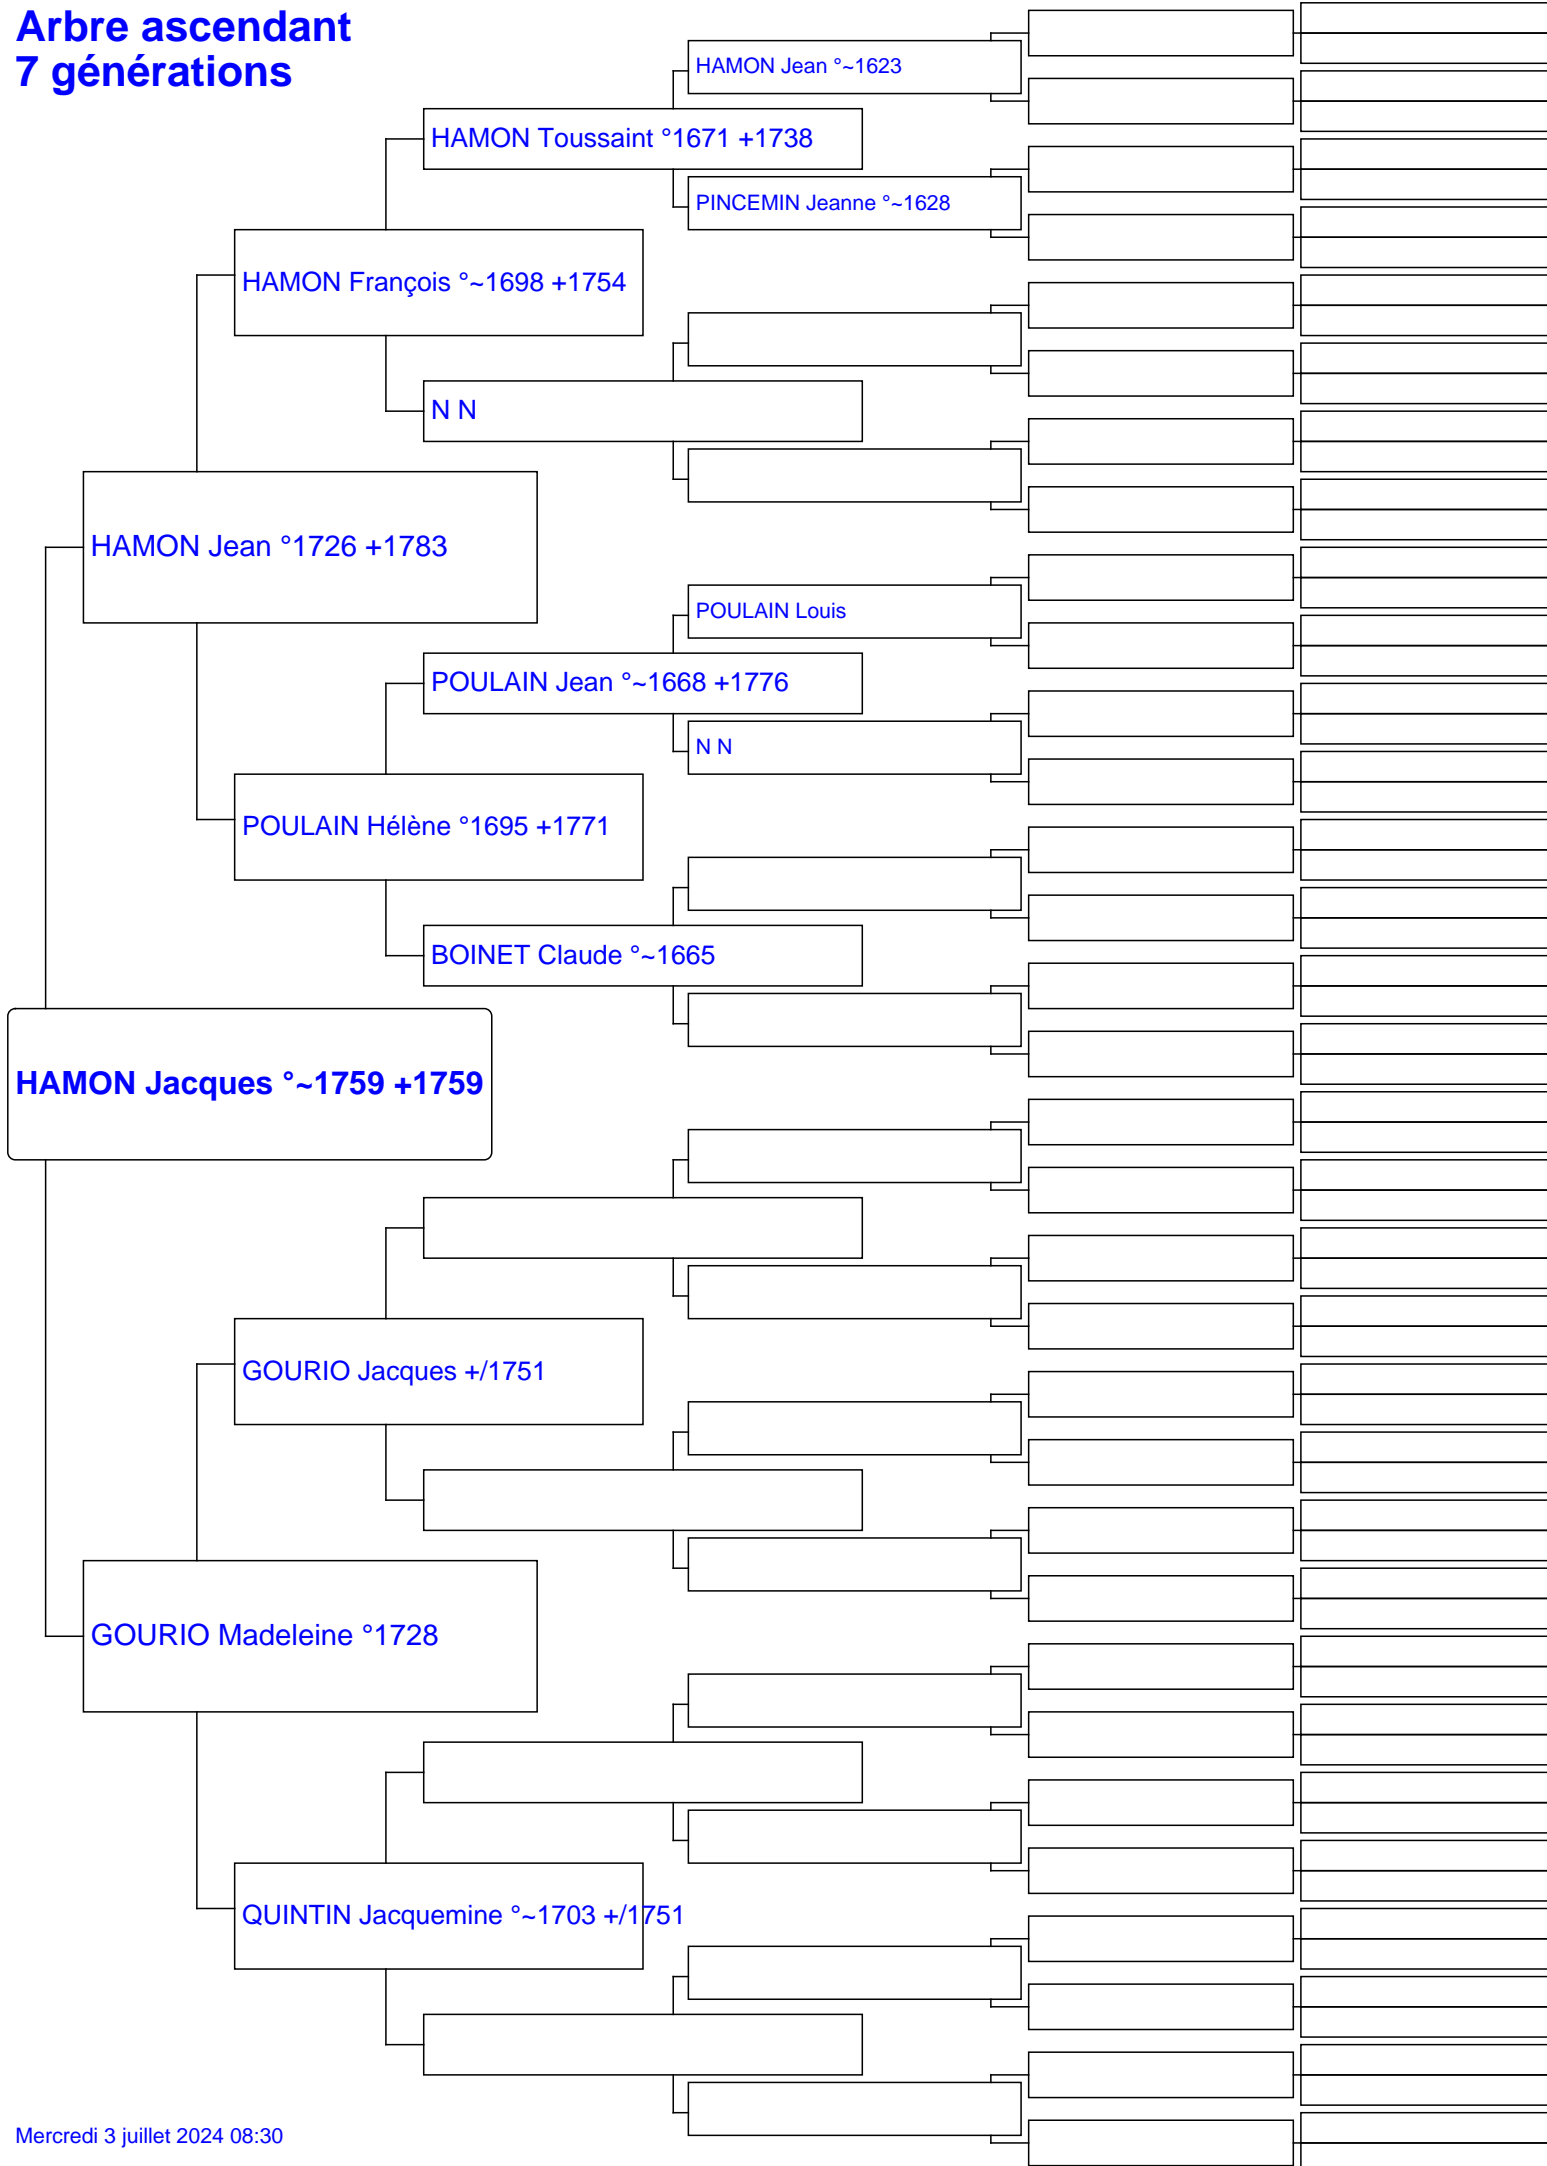 Arbre ascendant
7 générations
HAMON Jean °~1623
HAMON Toussaint °1671 +1738
PINCEMIN Jeanne °~1628
HAMON François °~1698 +1754
N N
HAMON Jean °1726 +1783
POULAIN Louis
POULAIN Jean °~1668 +1776
N N
POULAIN Hélène °1695 +1771
BOINET Claude °~1665
HAMON Jacques °~1759 +1759
GOURIO Jacques +/1751
GOURIO Madeleine °1728
QUINTIN Jacquemine °~1703 +/1751
Mercredi 3 juillet 2024 08:30